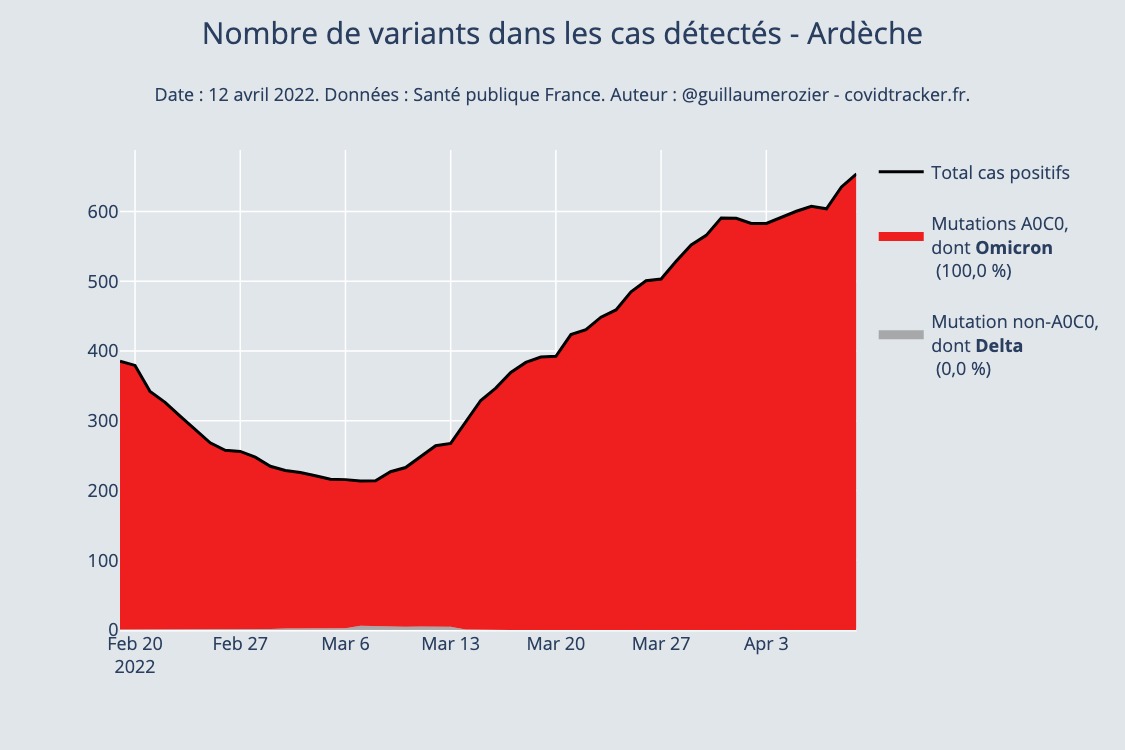 Nombre de variants dans les cas détectés - Ardèche
Date : 12 avril 2022. Données : Santé publique France. Auteur : @guillaumerozier - covidtracker.fr.
Total cas positifs
Mutations A0C0,
dont Omicron
(100,0 %)
Mutation non-A0C0,
dont Delta
(0,0 %)
600
500
400
300
200
100
0
Feb 20
2022
Feb 27
Mar 6
Mar 13
Mar 20
Mar 27
Apr 3